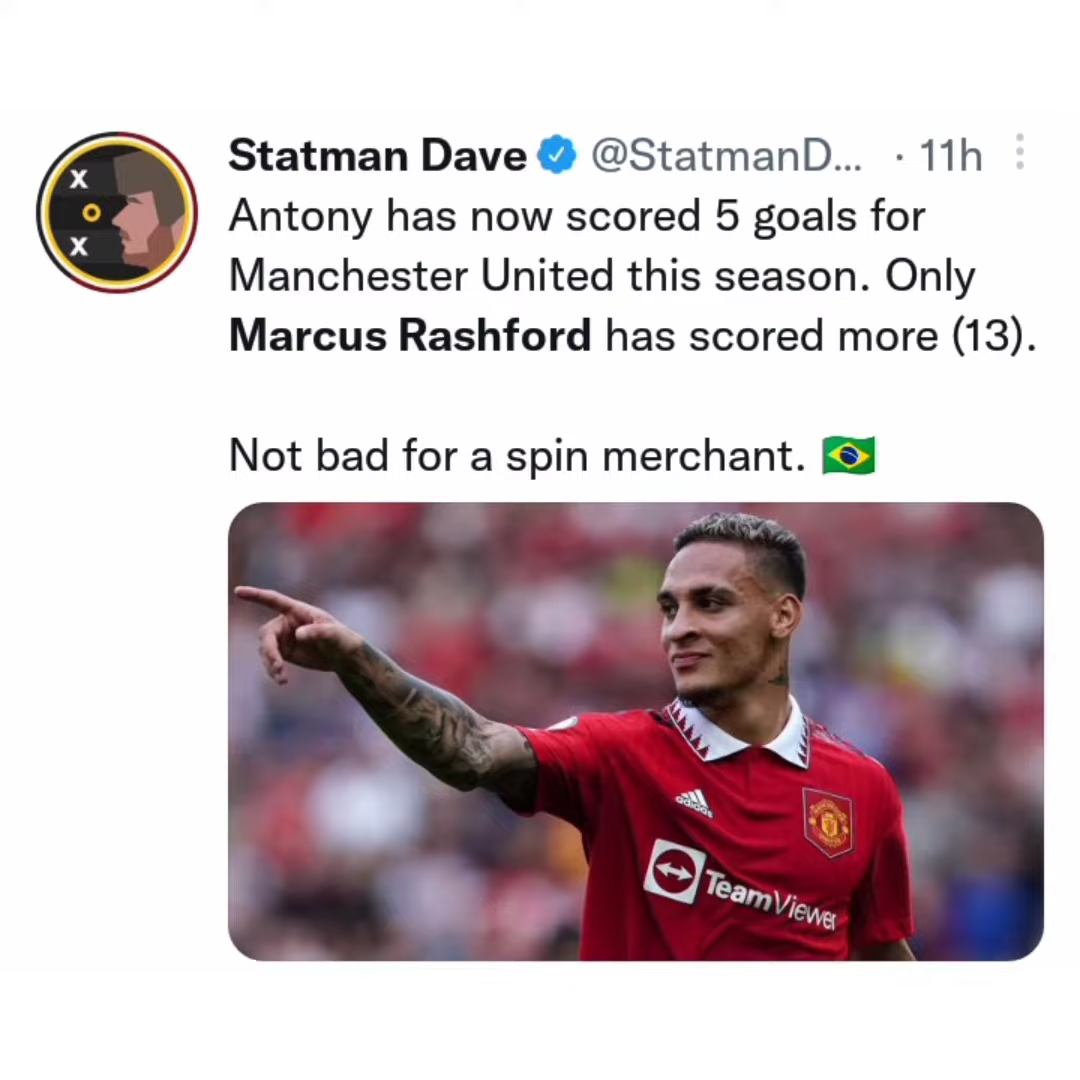 Statman Dave @StatmanD... · 11h
Antony has now scored 5 goals for
Manchester United this season. Only
Marcus Rashford has scored more (13).
Not bad for a spin merchant. 🇧🇷
X
X
adidas
TeamViewer